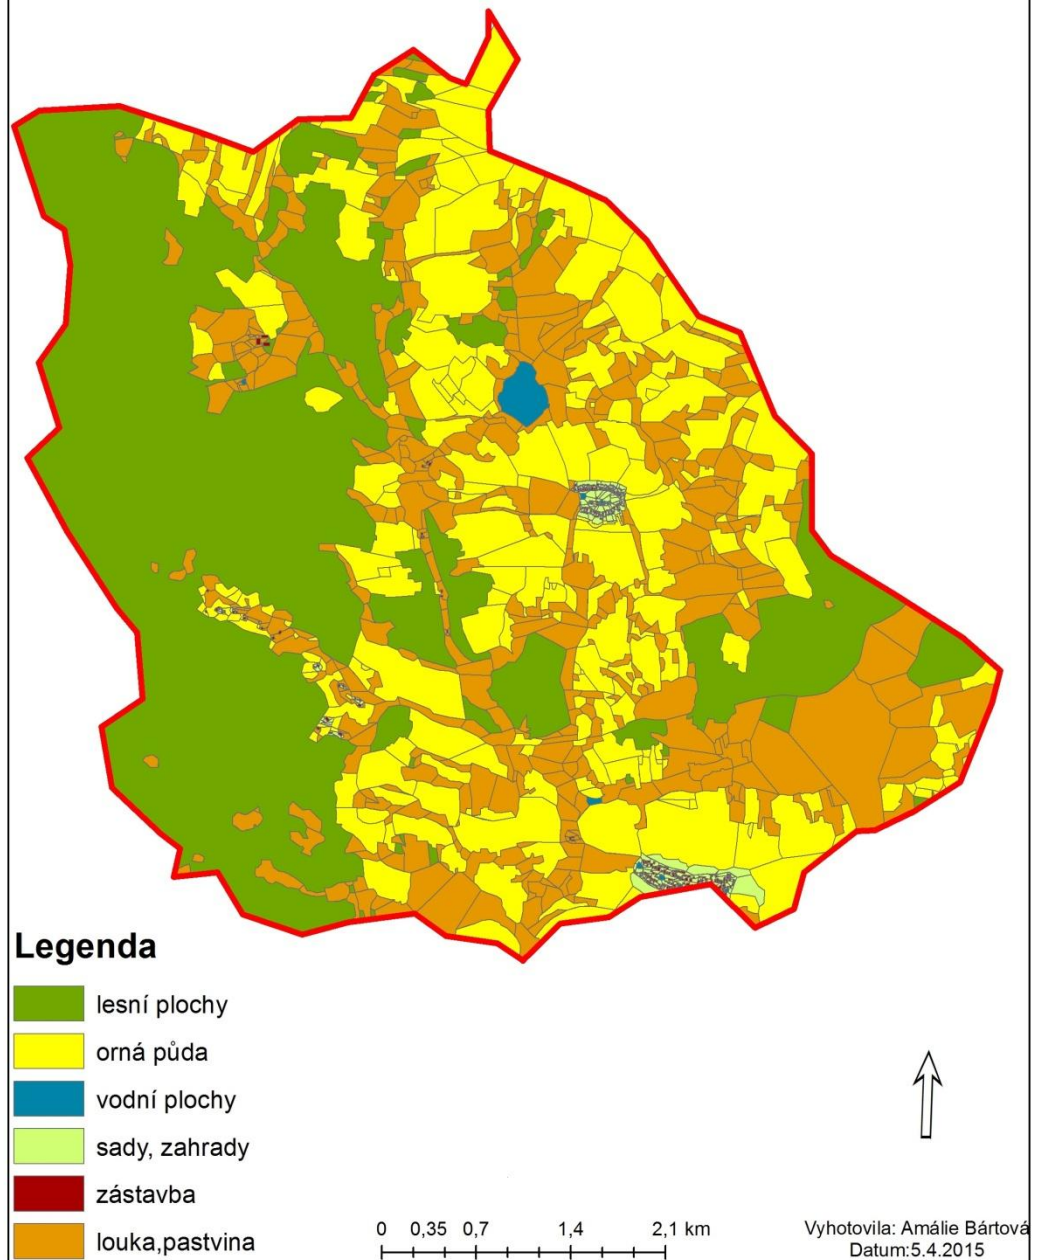 Legenda
lesní plochy
orná půda
vodní plochy
sady, zahrady
zástavba
louka,pastvina
0 0,35 0,7 1,4 2,1 km
Vyhotovila: Amálie Bártová
Datum:5.4.2015